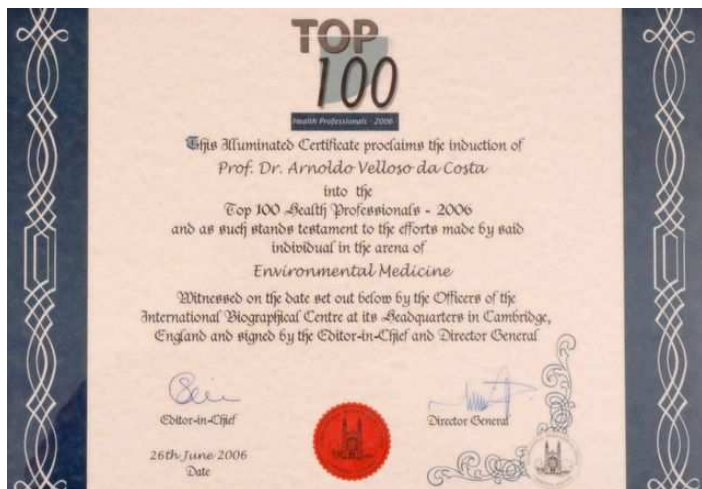 TOP
100
Health Professionals - 2006
This Illuminated Certificate proclaims the induction of
Prof. Dr. Arnoldo Velloso da Costa
into the
Top 100 Health Professionals - 2006
and as such stands testament to the efforts made by said
individual in the arena of
Environmental Medicine
Witnessed on the date set out below by the Officers of the
International Biographical Centre at its Headquarters in Cambridge,
England and signed by the Editor-in-Chief and Director General
Editor-in-Chief
Director General
26th June 2006
Date